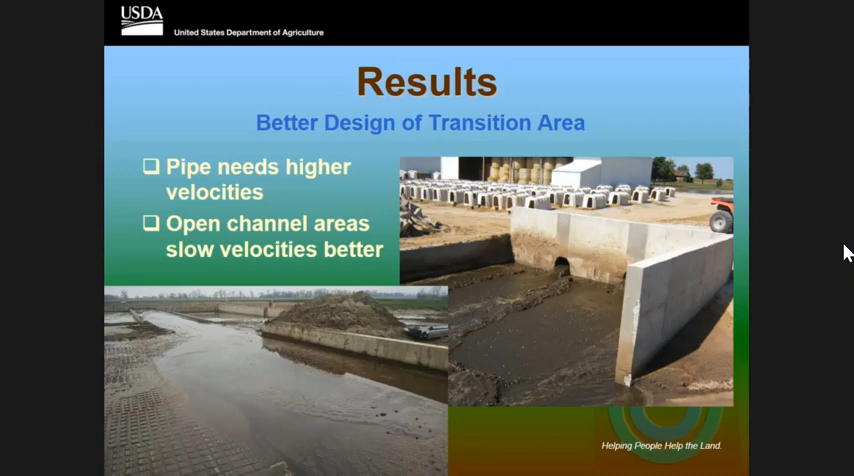 USDA
United States Department of Agriculture
Results
Better Design of Transition Area
Pipe needs higher
velocities
Open channel areas
slow velocities better
Helping People Help the Land.